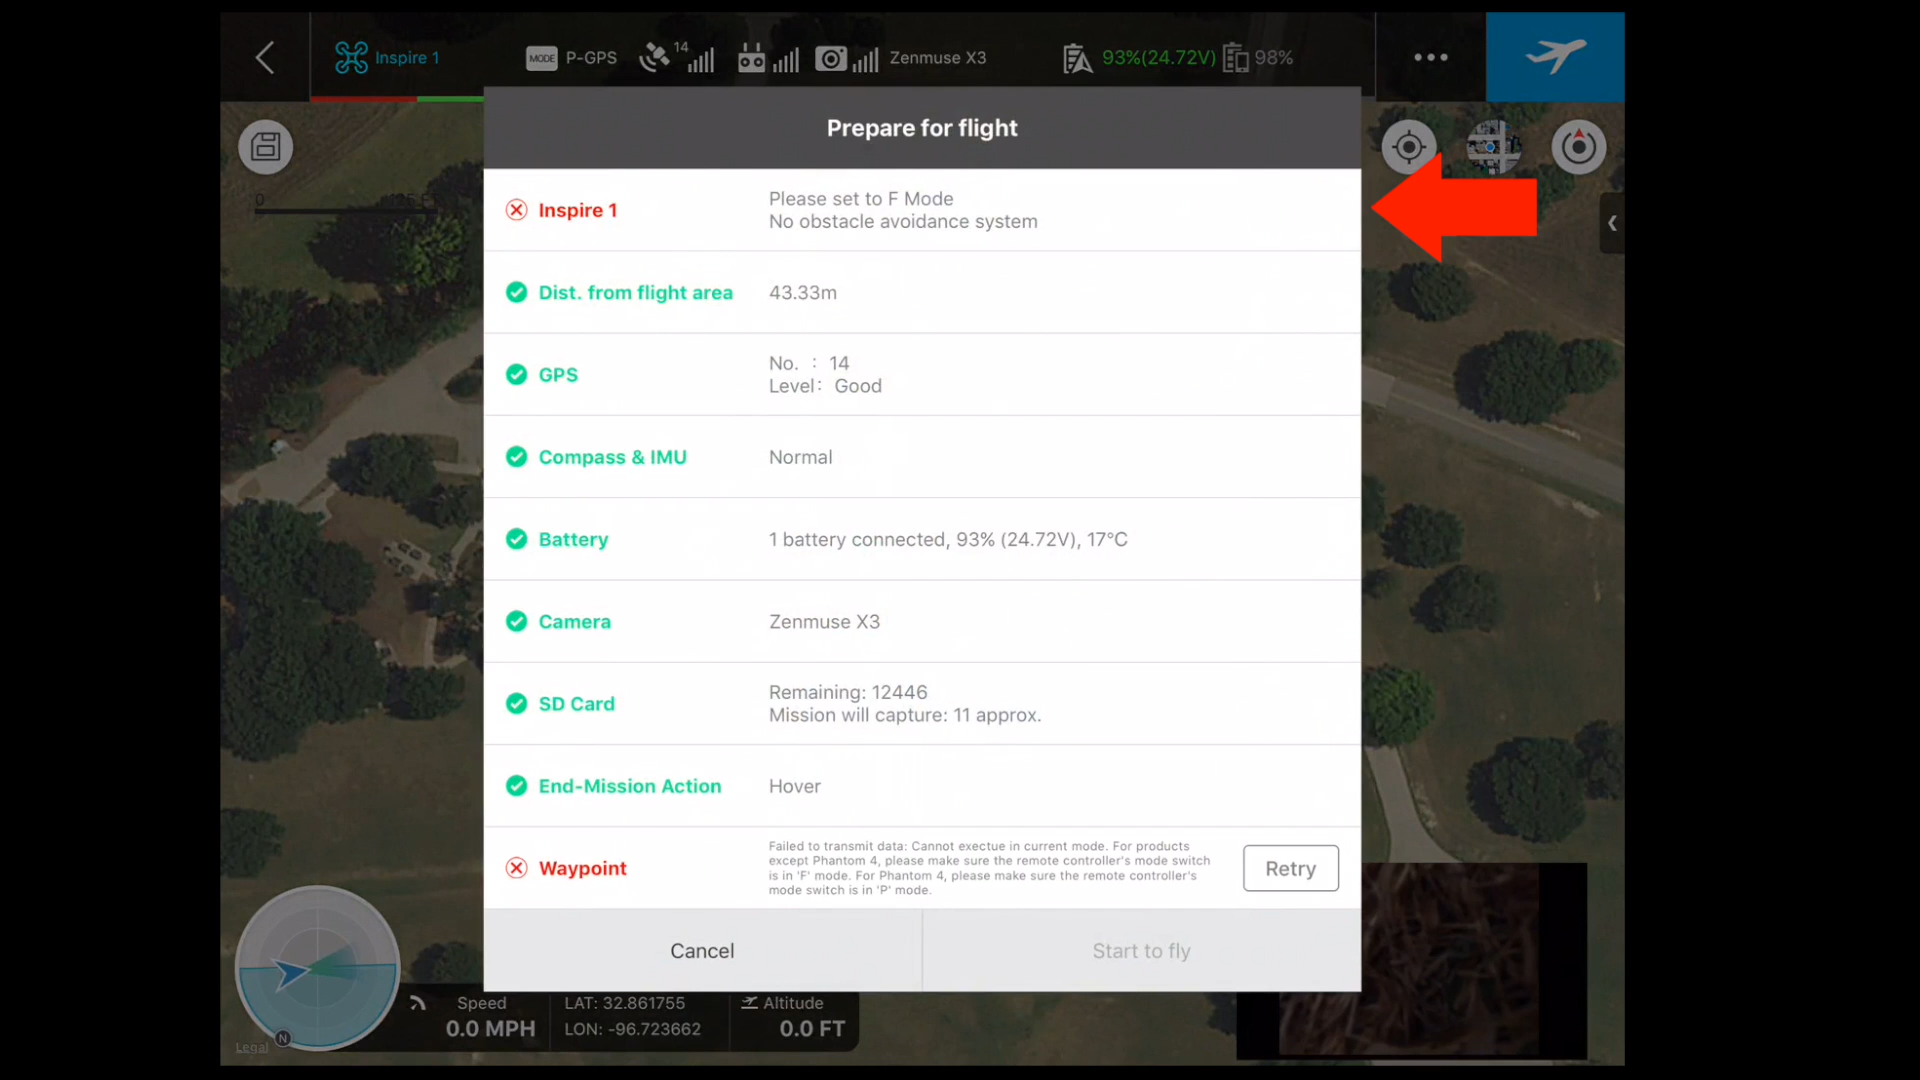 Inspire 1
MODE P-GPS
14
Zenmuse X3
93%(24.72V)
98%
Prepare for flight
0
Inspire 1
Please set to F Mode
No obstacle avoidance system
Dist. from flight area
43.33m
GPS
No. : 14
Level: Good
Compass & IMU
Normal
Battery
1 battery connected, 93% (24.72V), 17°C
Camera
Zenmuse X3
SD Card
Remaining: 12446
Mission will capture: 11 approx.
End-Mission Action
Hover
Waypoint
Failed to transmit data: Cannot exectue in current mode. For products
except Phantom 4, please make sure the remote controller's mode switch
is in 'F' mode. For Phantom 4, please make sure the remote controller's
mode switch is in 'P' mode.
Retry
Cancel
Start to fly
Speed
0.0 MPH
LAT: 32.861755
LON: -96.723662
Altitude
0.0 FT
N
Legal